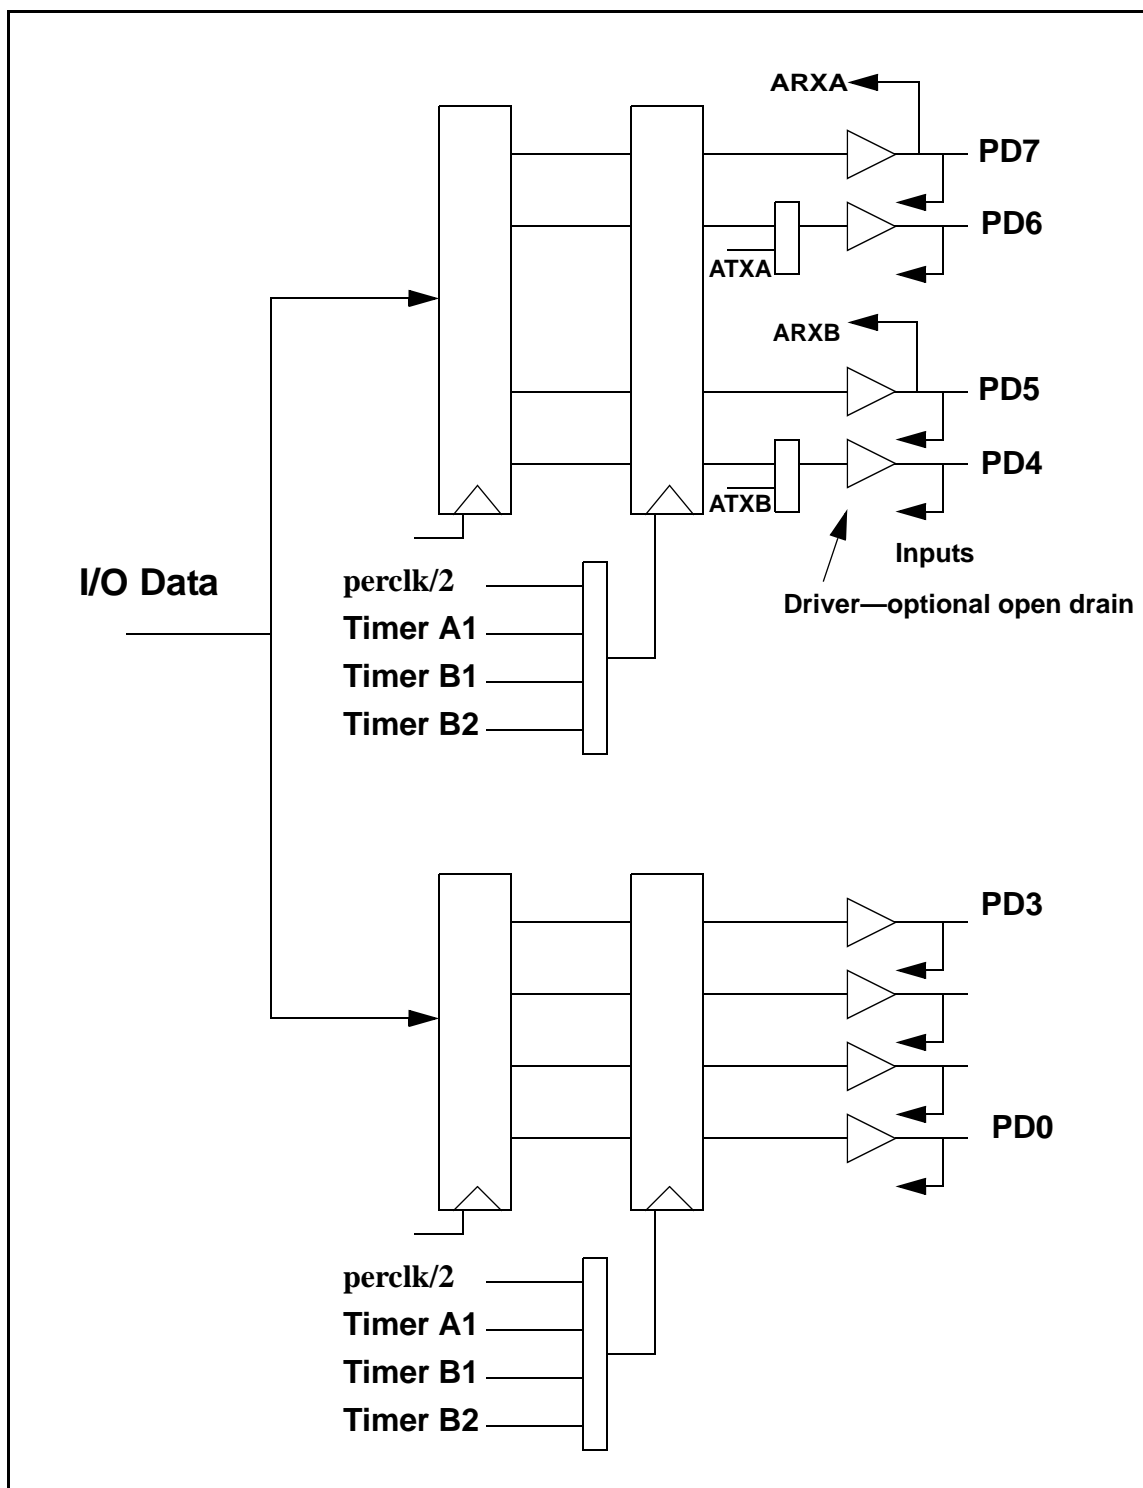 ARXA
PD7
PD6
ATXA
ARXB
PD5
PD4
ATXB
Inputs
I/O Data
perclk/2
Driver—optional open drain
Timer A1
Timer B1
Timer B2
PD3
PD0
perclk/2
Timer A1
Timer B1
Timer B2